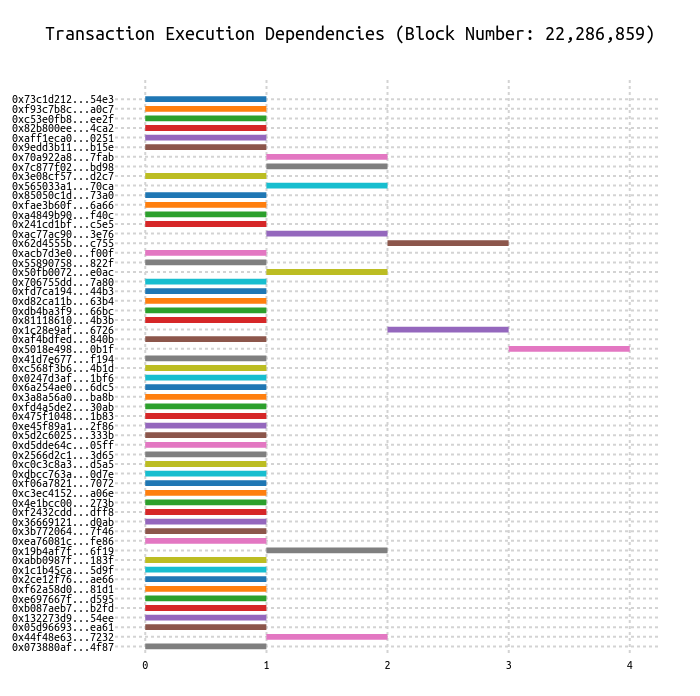 Transaction Execution Dependencies (Block Number: 22,286,859)
0x73c1d212...54e3
0xf93c7b8c...a0c7
0xc53e0fb8...ee2f
0x82b800ee...4ca2
0xaff1eca0...0251
0x9edd3b11...b15e
0x70a922a8...7fab
0x7c877f02...bd98
0x3e08cf57...d2c7
0x565033a1...70ca
0x85050c1d...73a0
0xfae3b60f...6a66
0xa4849b90...f40c
0x241cd1bf...c5e5
0xac77ac90...3e76
0x62d4555b...c755
0xacb7d3e0...f00f
0x55890758...822f
0x50fb0072...e0ac
0x706755dd...7a80
0xfd7ca194...44b3
0xd82ca11b...63b4
0xdb4ba3f9...66bc
0x81118610...4b3b
0x1c28e9af...6726
0xaf4bdfed...840b
0x5018e498...0b1f
0x41d7e677...f194
0xc568f3b6...4b1d
0x0247d3af...1bf6
0x6a254ae0...6dc5
0x3a8a56a0...ba8b
0xfd4a5de2...30ab
0x475f1048...1b83
0xe45f89a1...2f86
0x5d2c6025...333b
0xd5dde64c...05ff
0x2566d2c1...3d65
0xc0c3c8a3...d5a5
0xdbcc763a...0d7e
0xf06a7821...7072
0xc3ec4152...a06e
0x4e1bcc00...273b
0xf2432cdd...dff8
0x36669121...d0ab
0x3b772064...7f46
0xea76081c...fe86
0x19b4af7f...6f19
0xabb0987f...183f
0x1c1b45ca...5d9f
0x2ce12f76...ae66
0xf62a58d0...81d1
0xe697667f...d595
0xb087aeb7...b2fd
0x132273d9...54ee
0x05d96693...ea61
0x44f48e63...7232
0x073880af...4f87
0 1 2 3 4